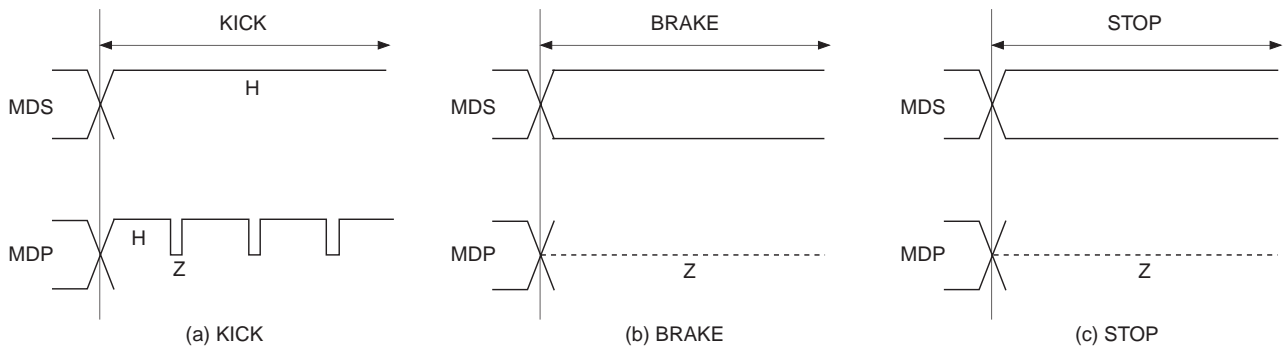 KICK
H
MDS
H
MDP
Z
(a) KICK
BRAKE
MDS
MDP
Z
(b) BRAKE
STOP
MDS
MDP
Z
(c) STOP